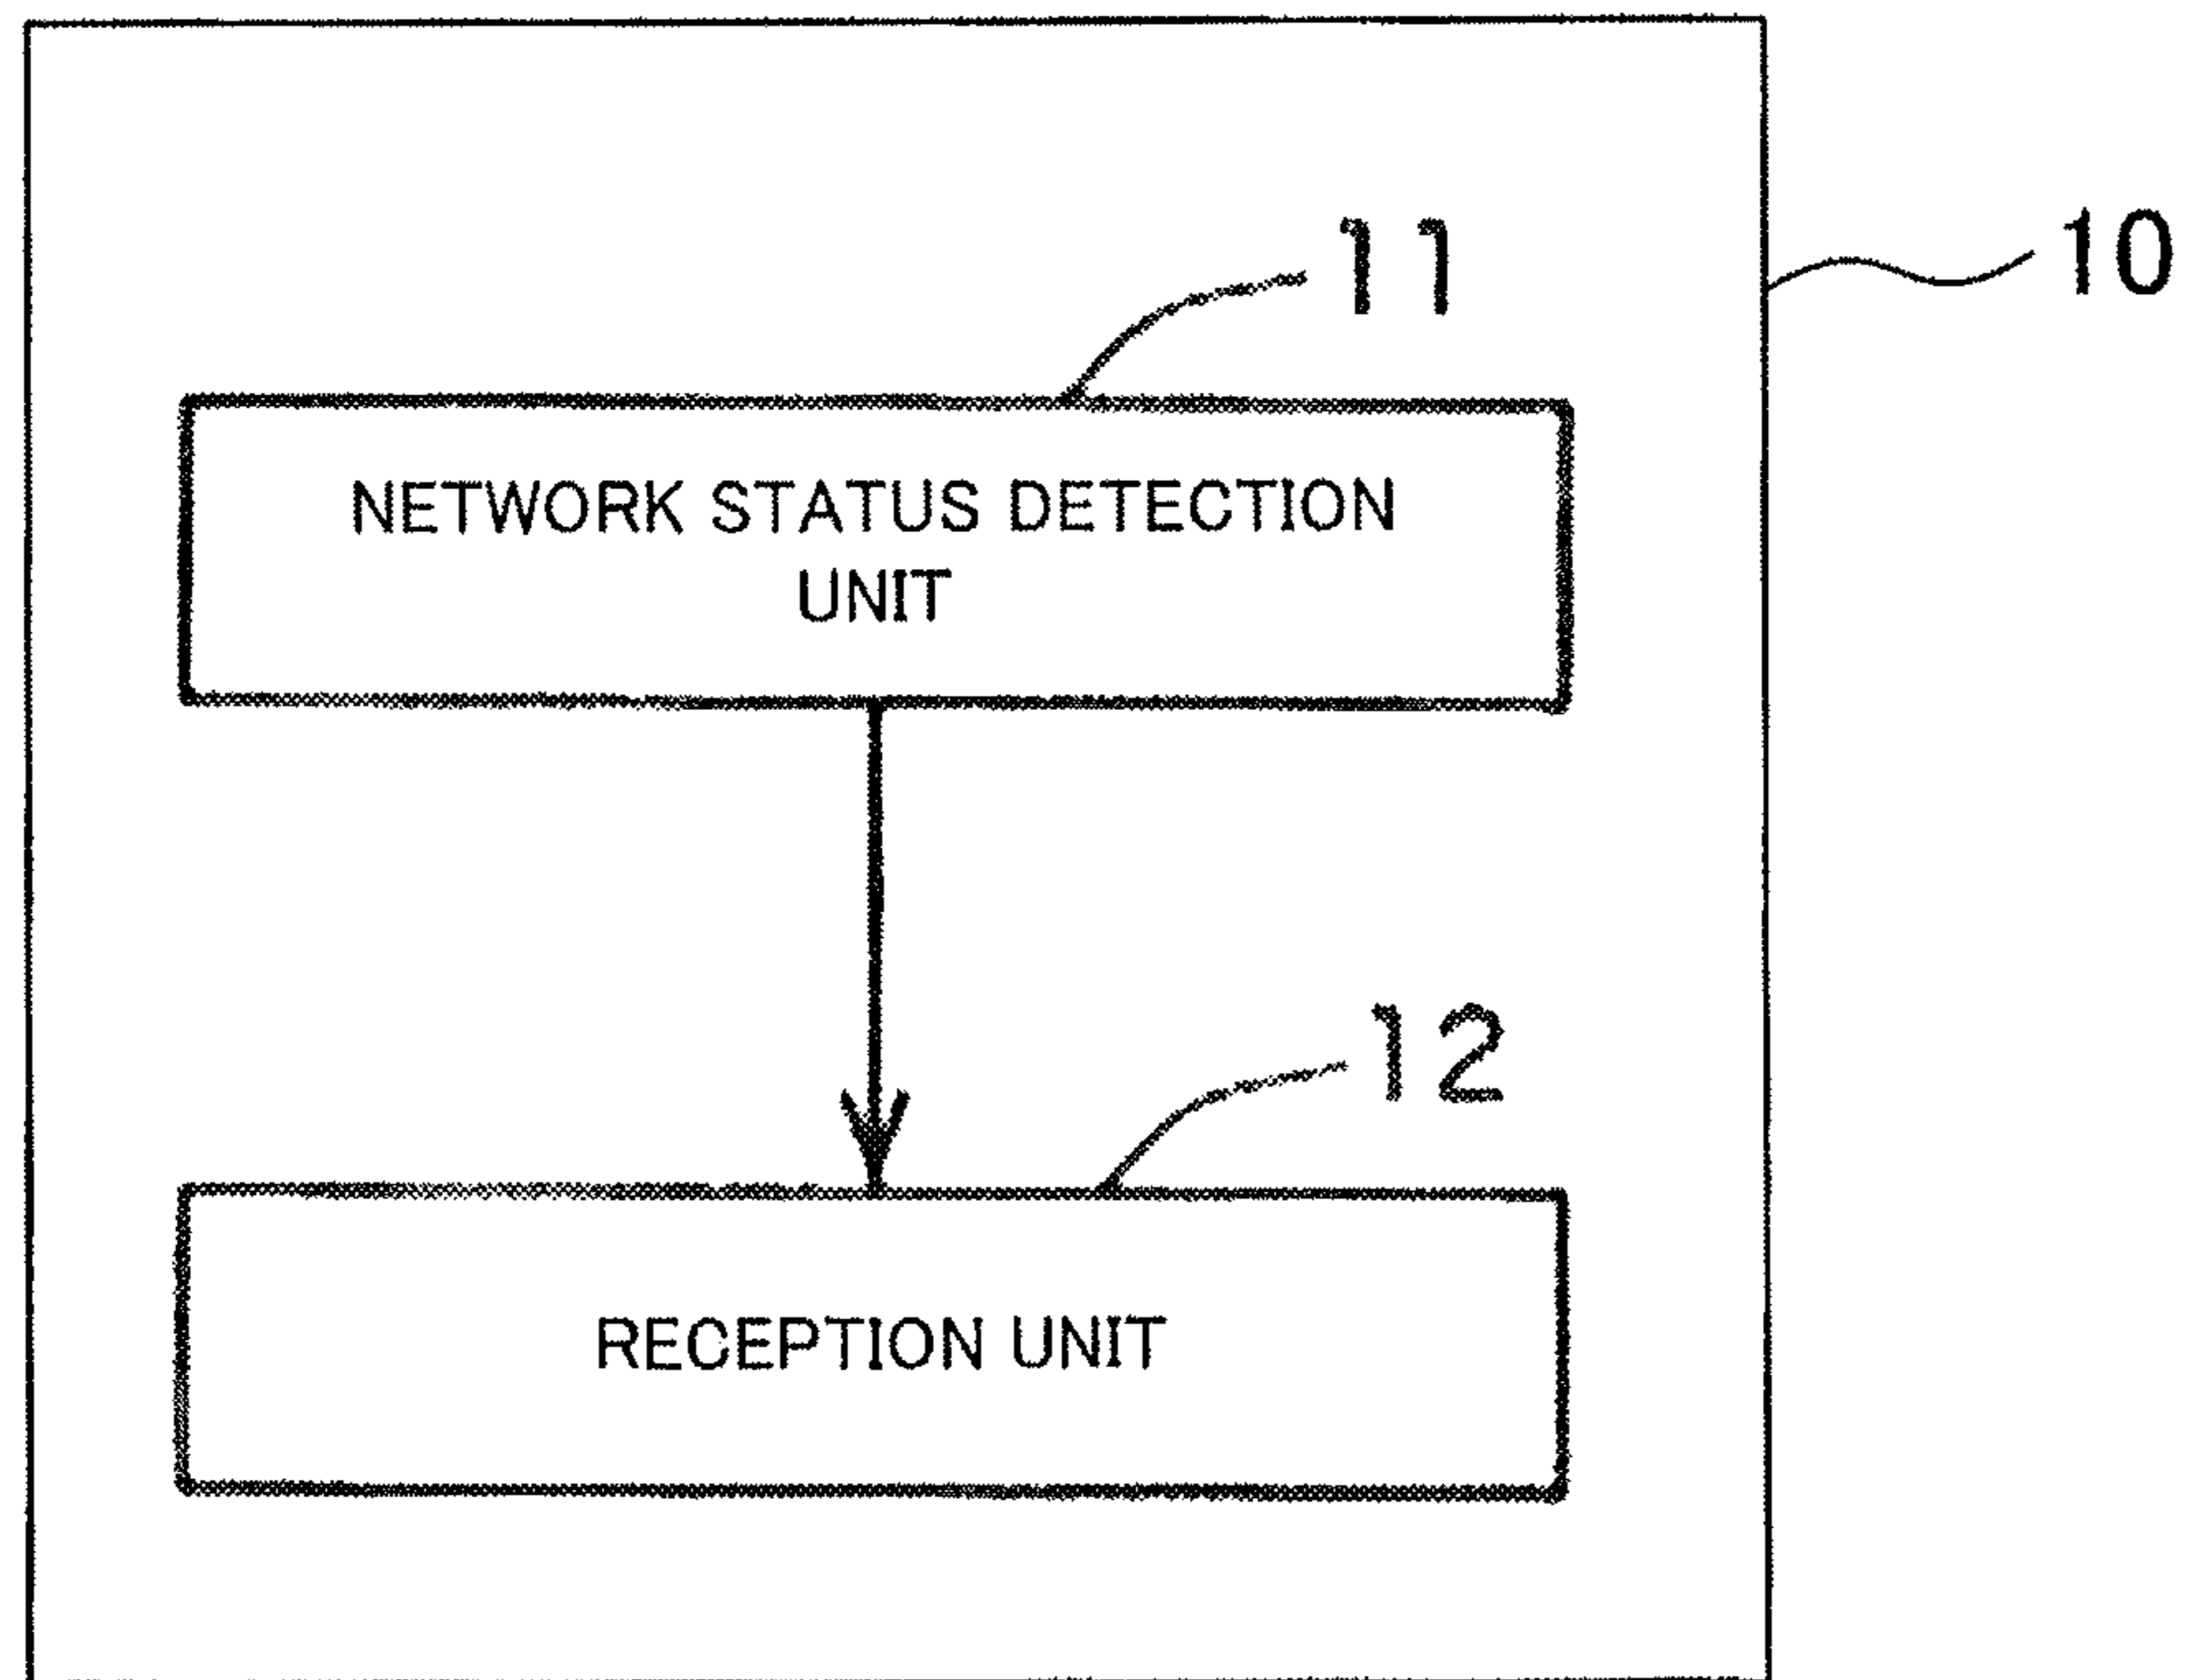 11
10
NETWORK STATUS DETECTION
UNIT
12
RECEPTION UNIT